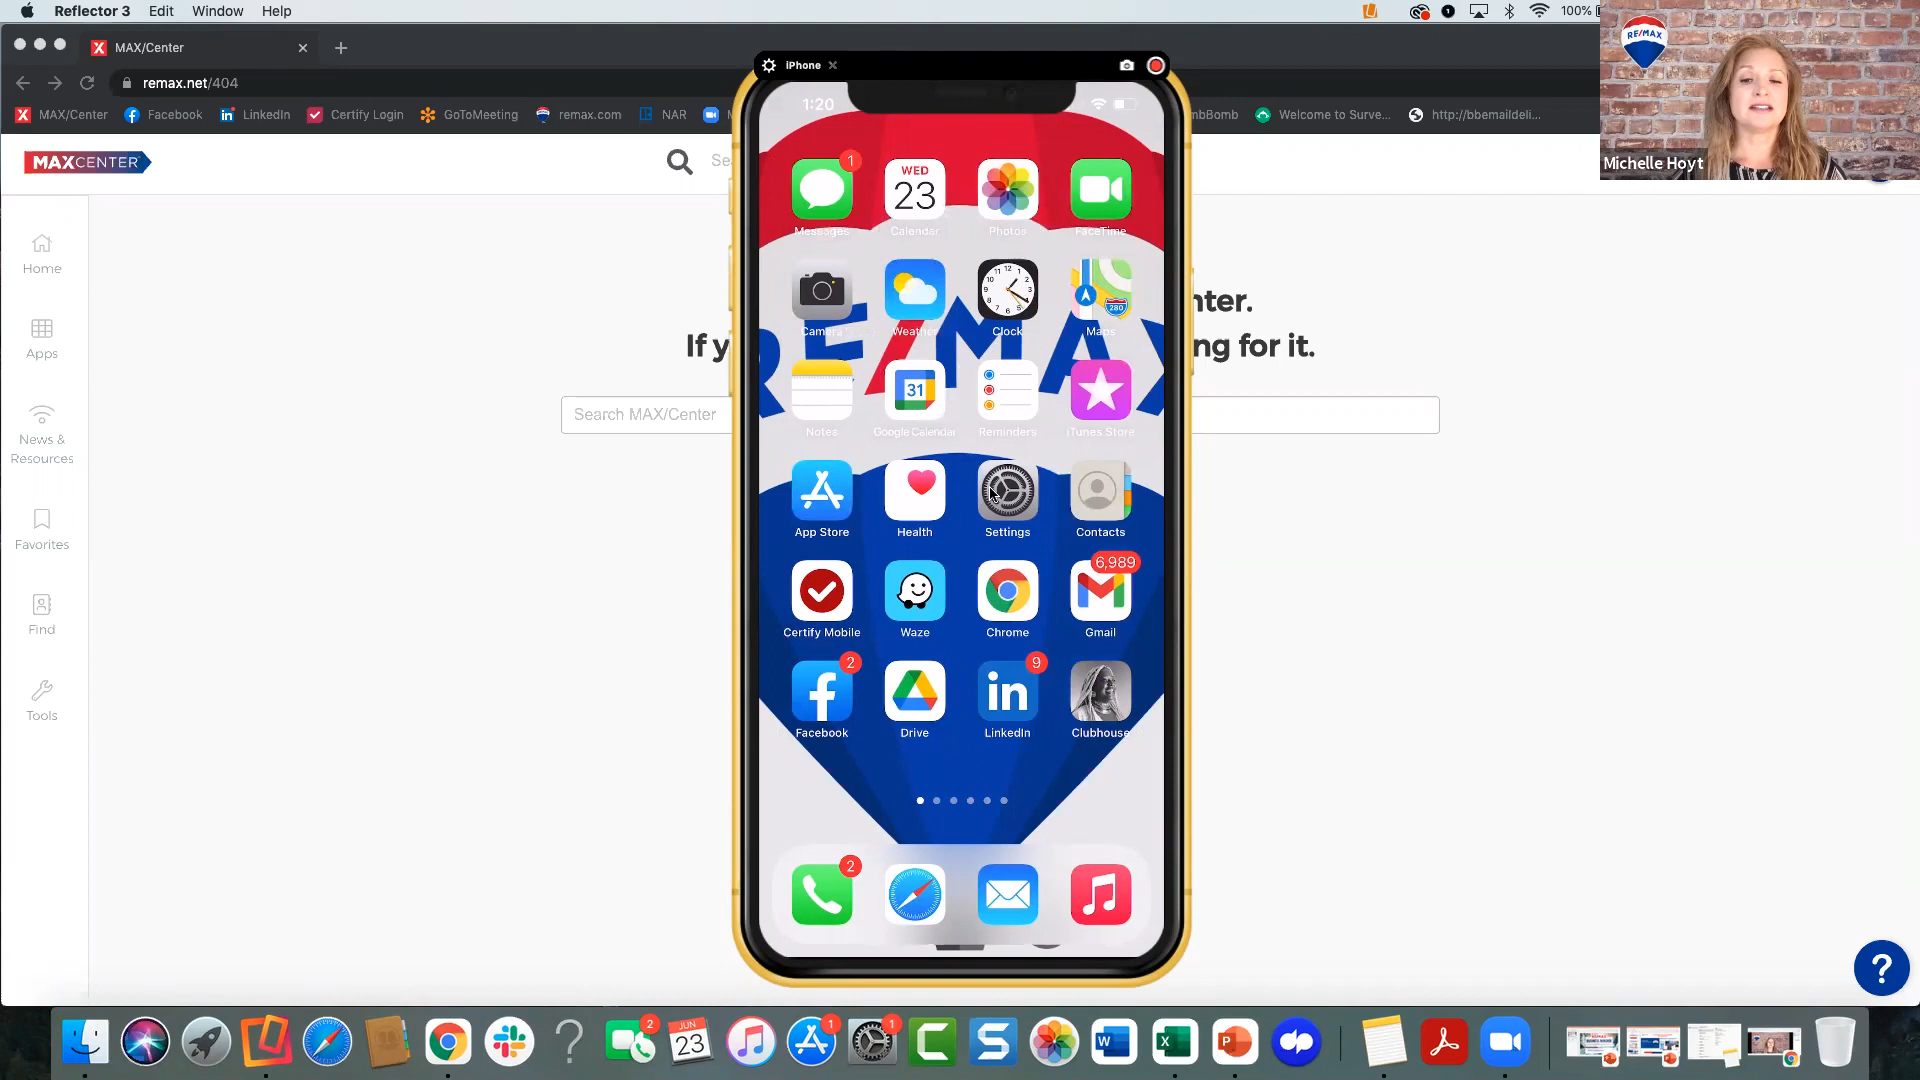 Reflector 3 Edit Window Help
100%
MAX/Center
remax.net/404
MAX/Center Facebook LinkedIn Certify Login GoToMeeting remax.com NAR
mbBomb Welcome to Surve... http://bbemaildeli...
iPhone
1:20
RE/MAX
Michelle Hoyt
MAXCENTER
Home
Apps
News &
Resources
Favorites
Find
Tools
nter.
If y
ng for it.
Search MAX/Center
1
WED
23
Messages Calendar Photos FaceTime
280
Camera Weather Clock Maps
RE/MAX
31
Notes Google Calendar Reminders iTunes Store
App Store Health Settings Contacts
6,989
Certify Mobile Waze Chrome Gmail
2
9
Facebook Drive LinkedIn Clubhouse
2
?
2
JUN
23
1
1